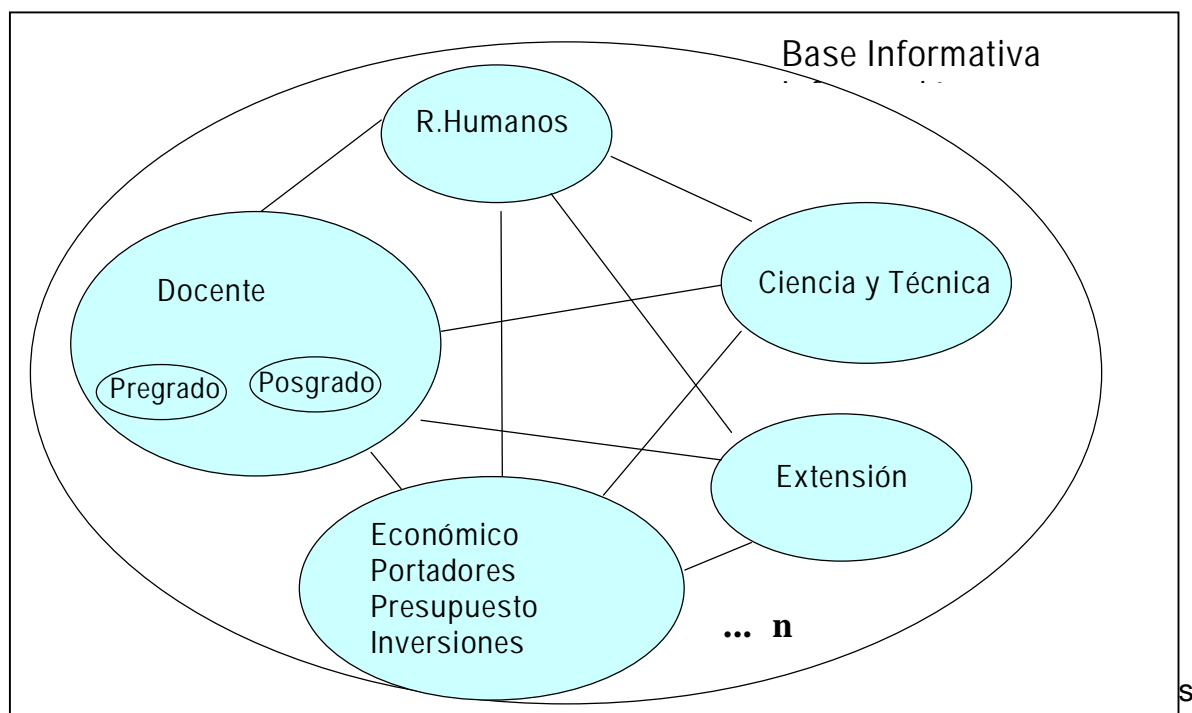 Base Informativa
R.Humanos
Docente
Ciencia y Técnica
Pregrado
Posgrado
Extensión
Económico
Portadores
Presupuesto
Inversiones
... n
s